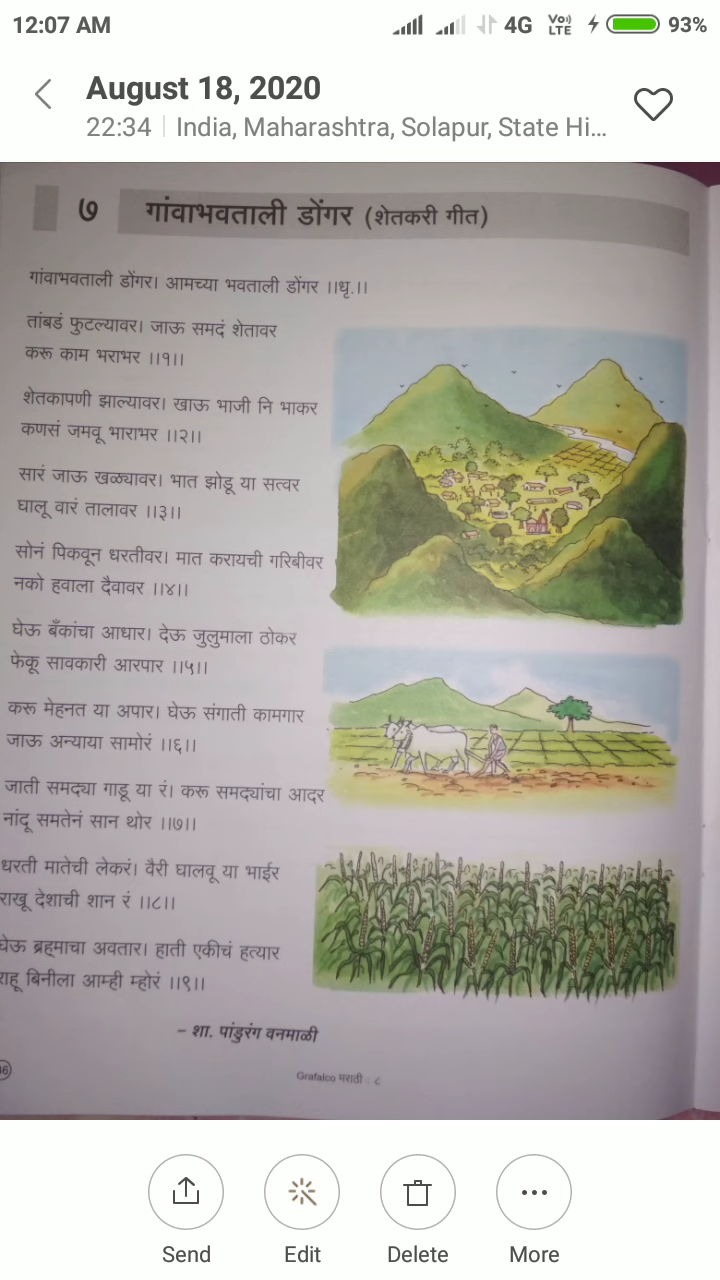 12:07 AM
4G
Vo))
LTE
93%
August 18, 2020
22:34 | India, Maharashtra, Solapur, State Hi...
७ गांवाभवताली डोंगर (शेतकरी गीत)
गांवाभवताली डोंगर। आमच्या भवताली डोंगर ।।धृ.।।
तांबडं फुटल्यावर। जाऊ समदं शेतावर
करू काम भराभर ।।१।।
शेतकापणी झाल्यावर। खाऊ भाजी नि भाकर
कणसं जमवू भाराभर ।।२।।
सारं जाऊ खळ्यावर। भात झोडू या सत्वर
घालू वारं तालावर ।।३।।
सोनं पिकवून धरतीवर। मात करायची गरिबीवर
नको हवाला दैवावर ।।४।।
घेऊ बँकांचा आधार। देऊ जुलुमाला ठोकर
फेकू सावकारी आरपार ।।५।।
करू मेहनत या अपार। घेऊ संगाती कामगार
जाऊ अन्याया सामोरं ।।६।।
जाती समद्या गाडू या रं। करू समद्यांचा आदर
नांदू समतेनं सान थोर ।।७।।
धरती मातेची लेकरं। वैरी घालवू या भाईर
राखू देशाची शान रं ।।८।।
घेऊ ब्रह्माचा अवतार। हाती एकीचं हत्यार
राहू बिनीला आम्ही म्होरं ।।९।।
– शा. पांडुरंग वनमाळी
Grafalco मराठी : ८
Send
Edit
Delete
More